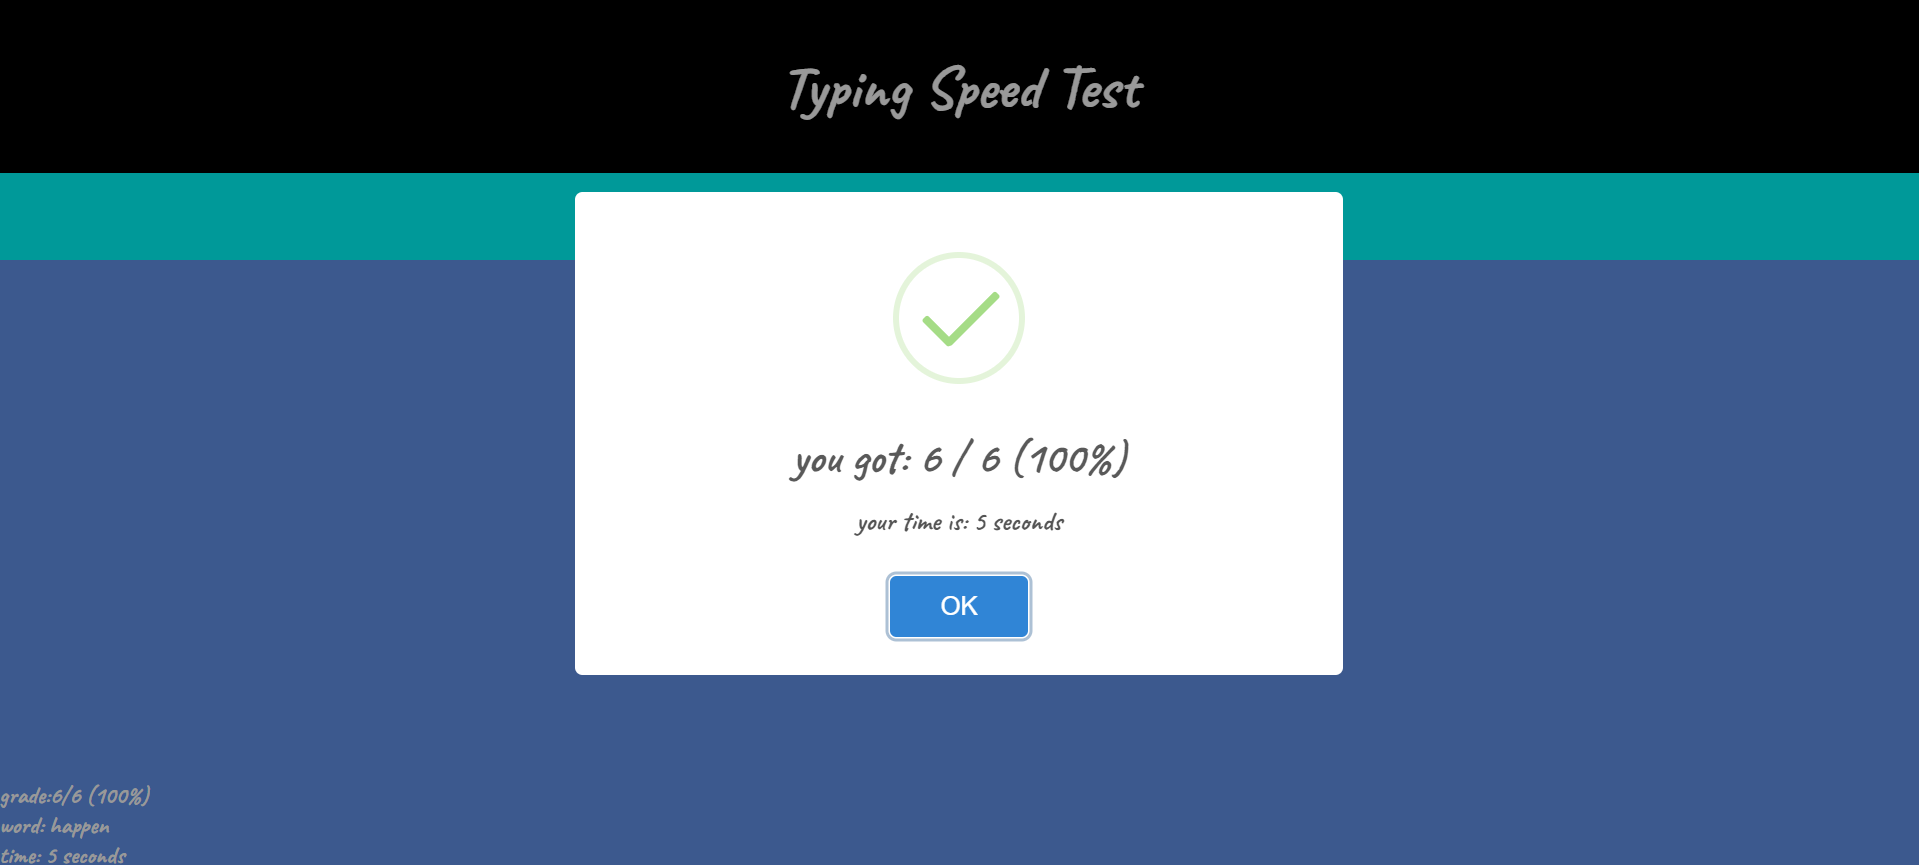 Typing Speed Test
you got: 6 / 6 (100%)
your time is: 5 seconds
OK
grade:6/6 (100%)
word: happen
time: 5 seconds